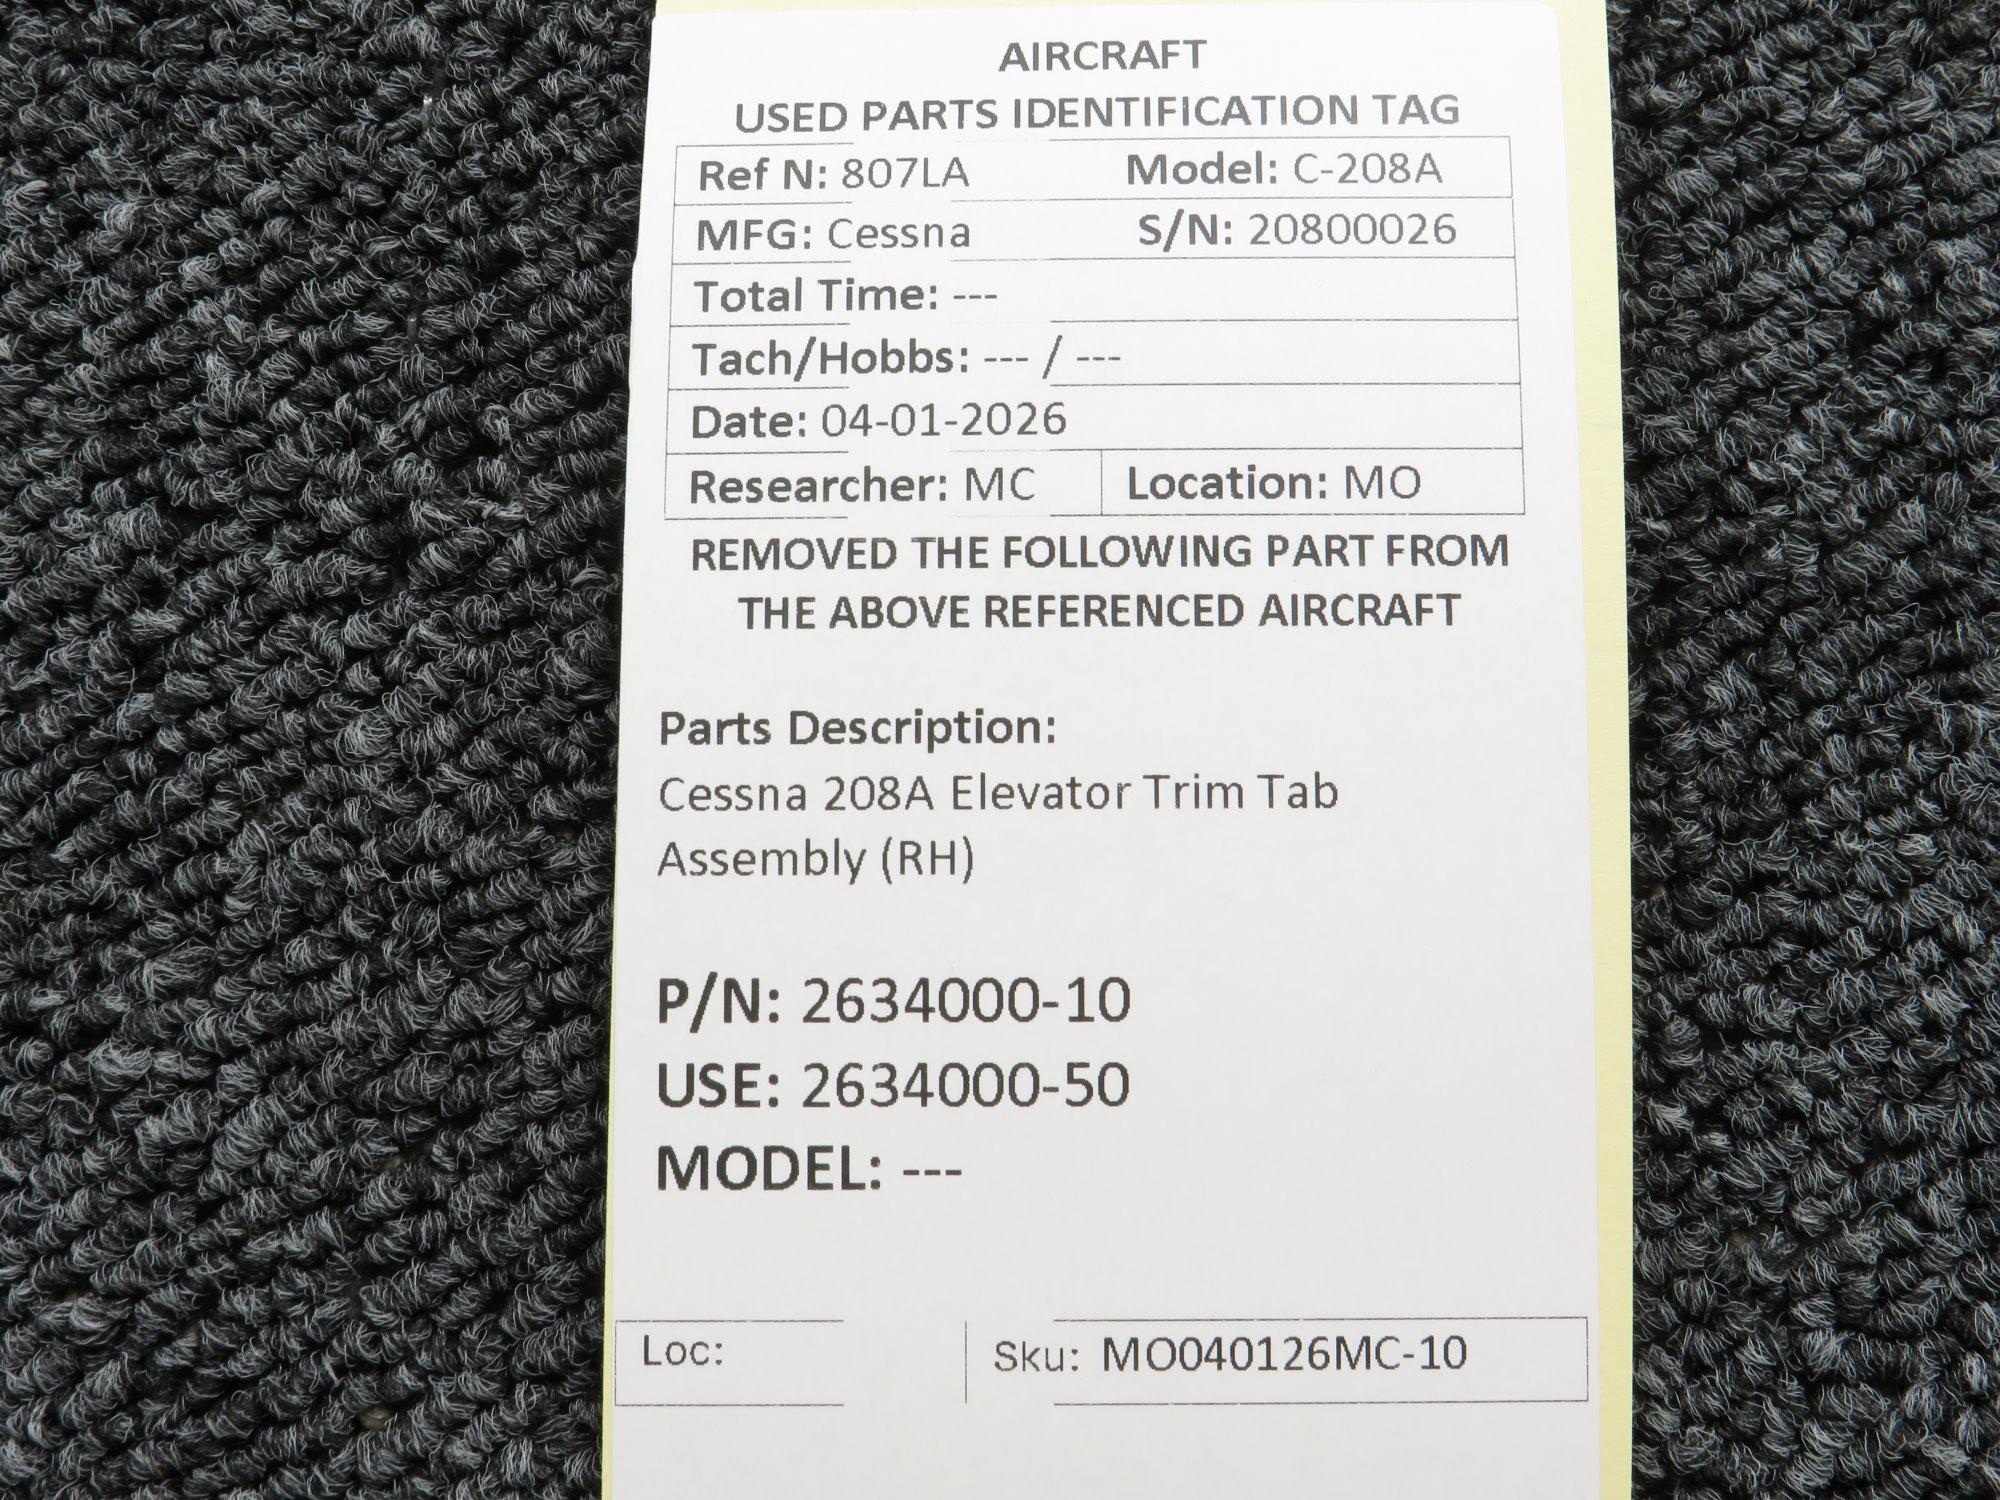 AIRCRAFT
USED PARTS IDENTIFICATION TAG
Ref N: 807LA Model: C-208A
MFG: Cessna S/N: 20800026
Total Time: ---
Tach/Hobbs: --- / ---
Date: 04-01-2026
Researcher: MC Location: MO
REMOVED THE FOLLOWING PART FROM
THE ABOVE REFERENCED AIRCRAFT
Parts Description:
Cessna 208A Elevator Trim Tab
Assembly (RH)
P/N: 2634000-10
USE: 2634000-50
MODEL: ---
Loc: Sku: MO040126MC-10